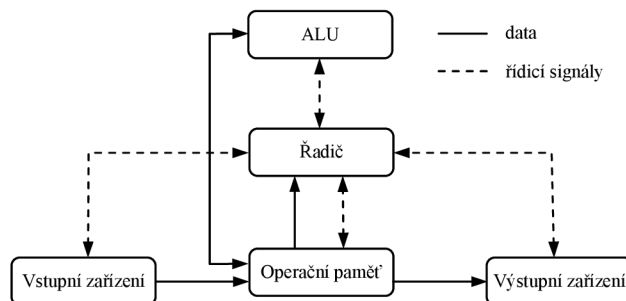 ALU
data
řídicí signály
Řadič
Vstupní zařízení
Operační paměť
Výstupní zařízení